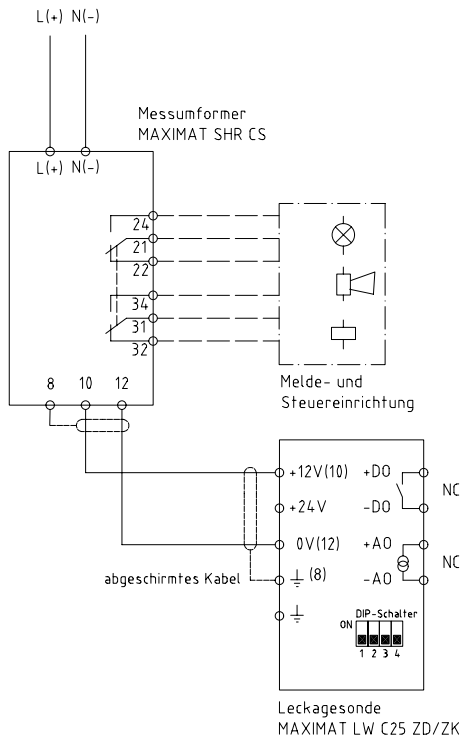 L(+) N(-)
Messumformer
MAXIMAT SHR CS
L(+) N(-)
24
21
22
34
31
32
8 10 12
Melde- und
Steuereinrichtung
+12V(10) +DO
NC
+24V -DO
0V(12) +AO
NC
abgeschirmtes Kabel (8) -AO
DIP-Schalter
ON
1 2 3 4
Leckagesonde
MAXIMAT LW C25 ZD/ZK